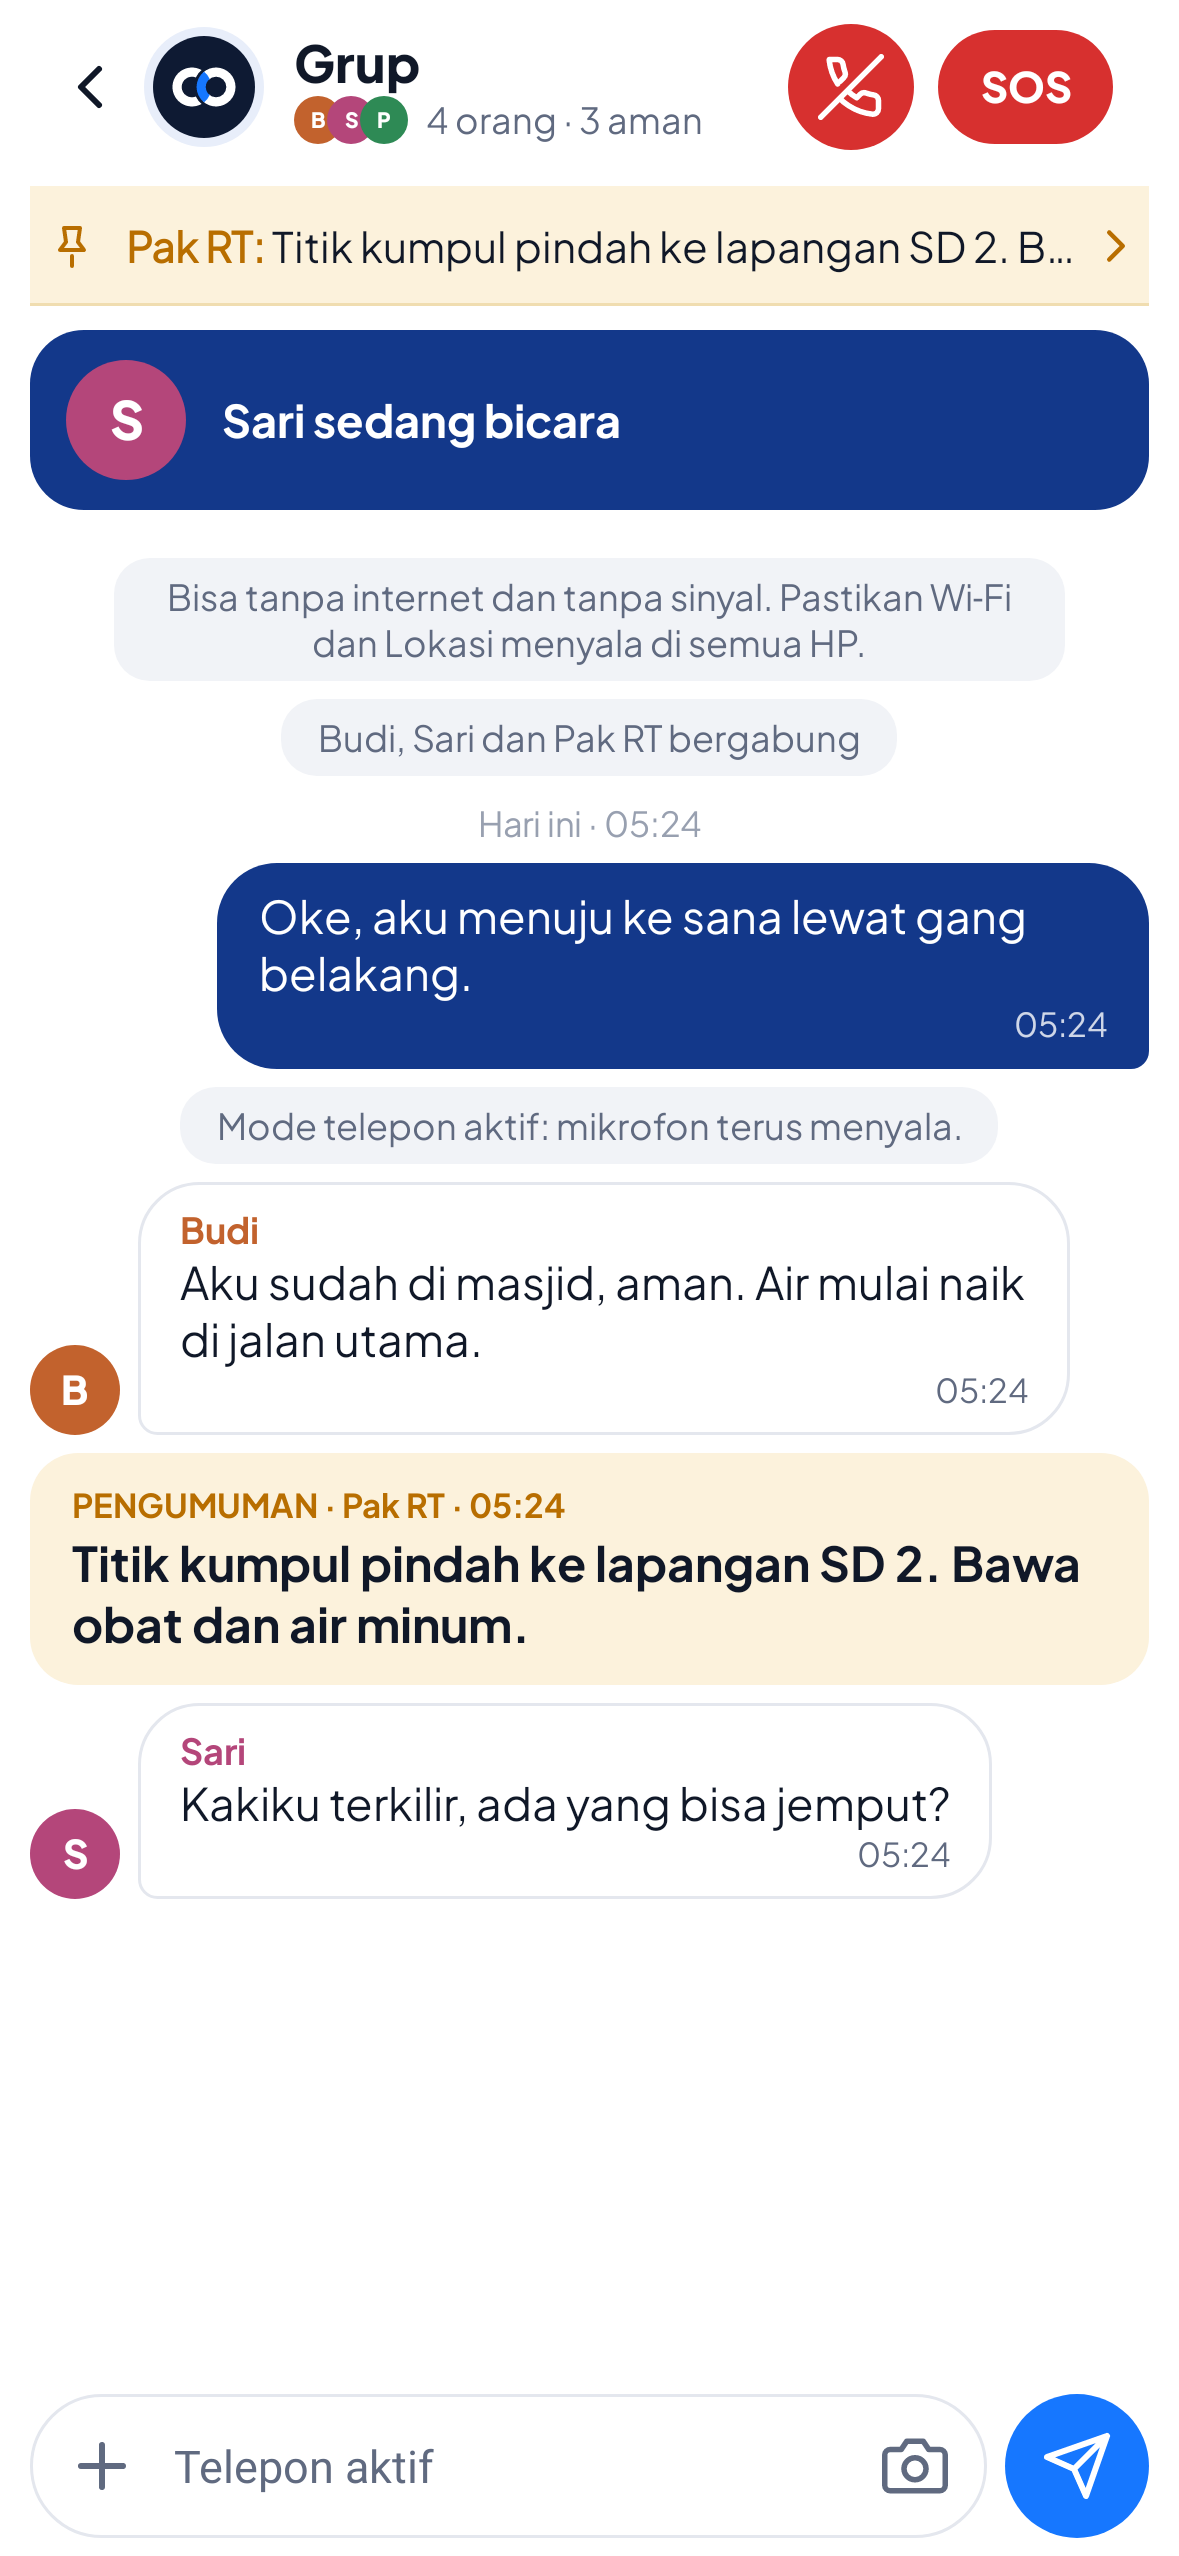 Grup
B S P 4 orang · 3 aman
SOS
Pak RT: Titik kumpul pindah ke lapangan SD 2. B...
S
Sari sedang bicara
Bisa tanpa internet dan tanpa sinyal. Pastikan Wi-Fi
dan Lokasi menyala di semua HP.
Budi, Sari dan Pak RT bergabung
Hari ini · 05:24
Oke, aku menuju ke sana lewat gang
belakang.
05:24
Mode telepon aktif: mikrofon terus menyala.
Budi
Aku sudah di masjid, aman. Air mulai naik
di jalan utama.
05:24
B
PENGUMUMAN · Pak RT · 05:24
Titik kumpul pindah ke lapangan SD 2. Bawa
obat dan air minum.
Sari
Kakiku terkilir, ada yang bisa jemput?
05:24
S
Telepon aktif